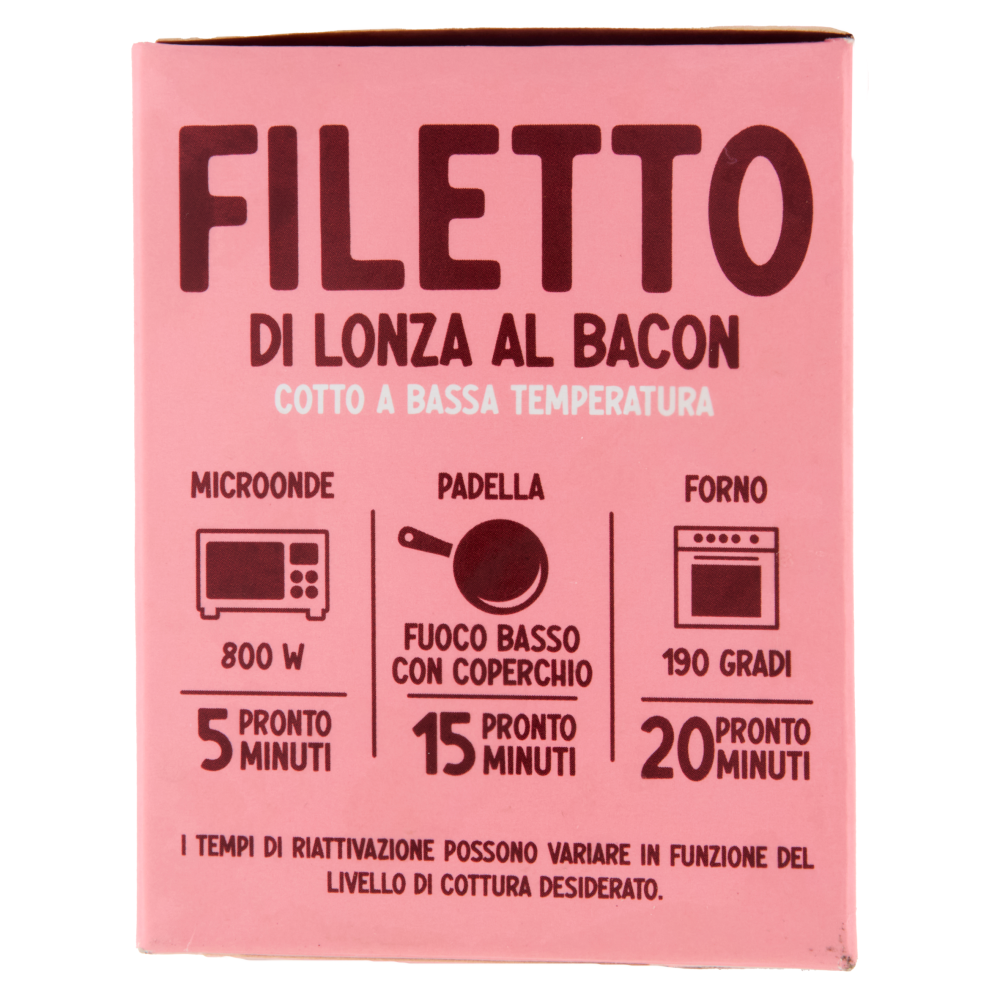 FILETTO
DI LONZA AL BACON
COTTO A BASSA TEMPERATURA
MICROONDE
800 W
5 PRONTO
MINUTI
PADELLA
FUOCO BASSO
CON COPERCHIO
15 PRONTO
MINUTI
FORNO
190 GRADI
20 PRONTO
MINUTI
I TEMPI DI RIATTIVAZIONE POSSONO VARIARE IN FUNZIONE DEL
LIVELLO DI COTTURA DESIDERATO.